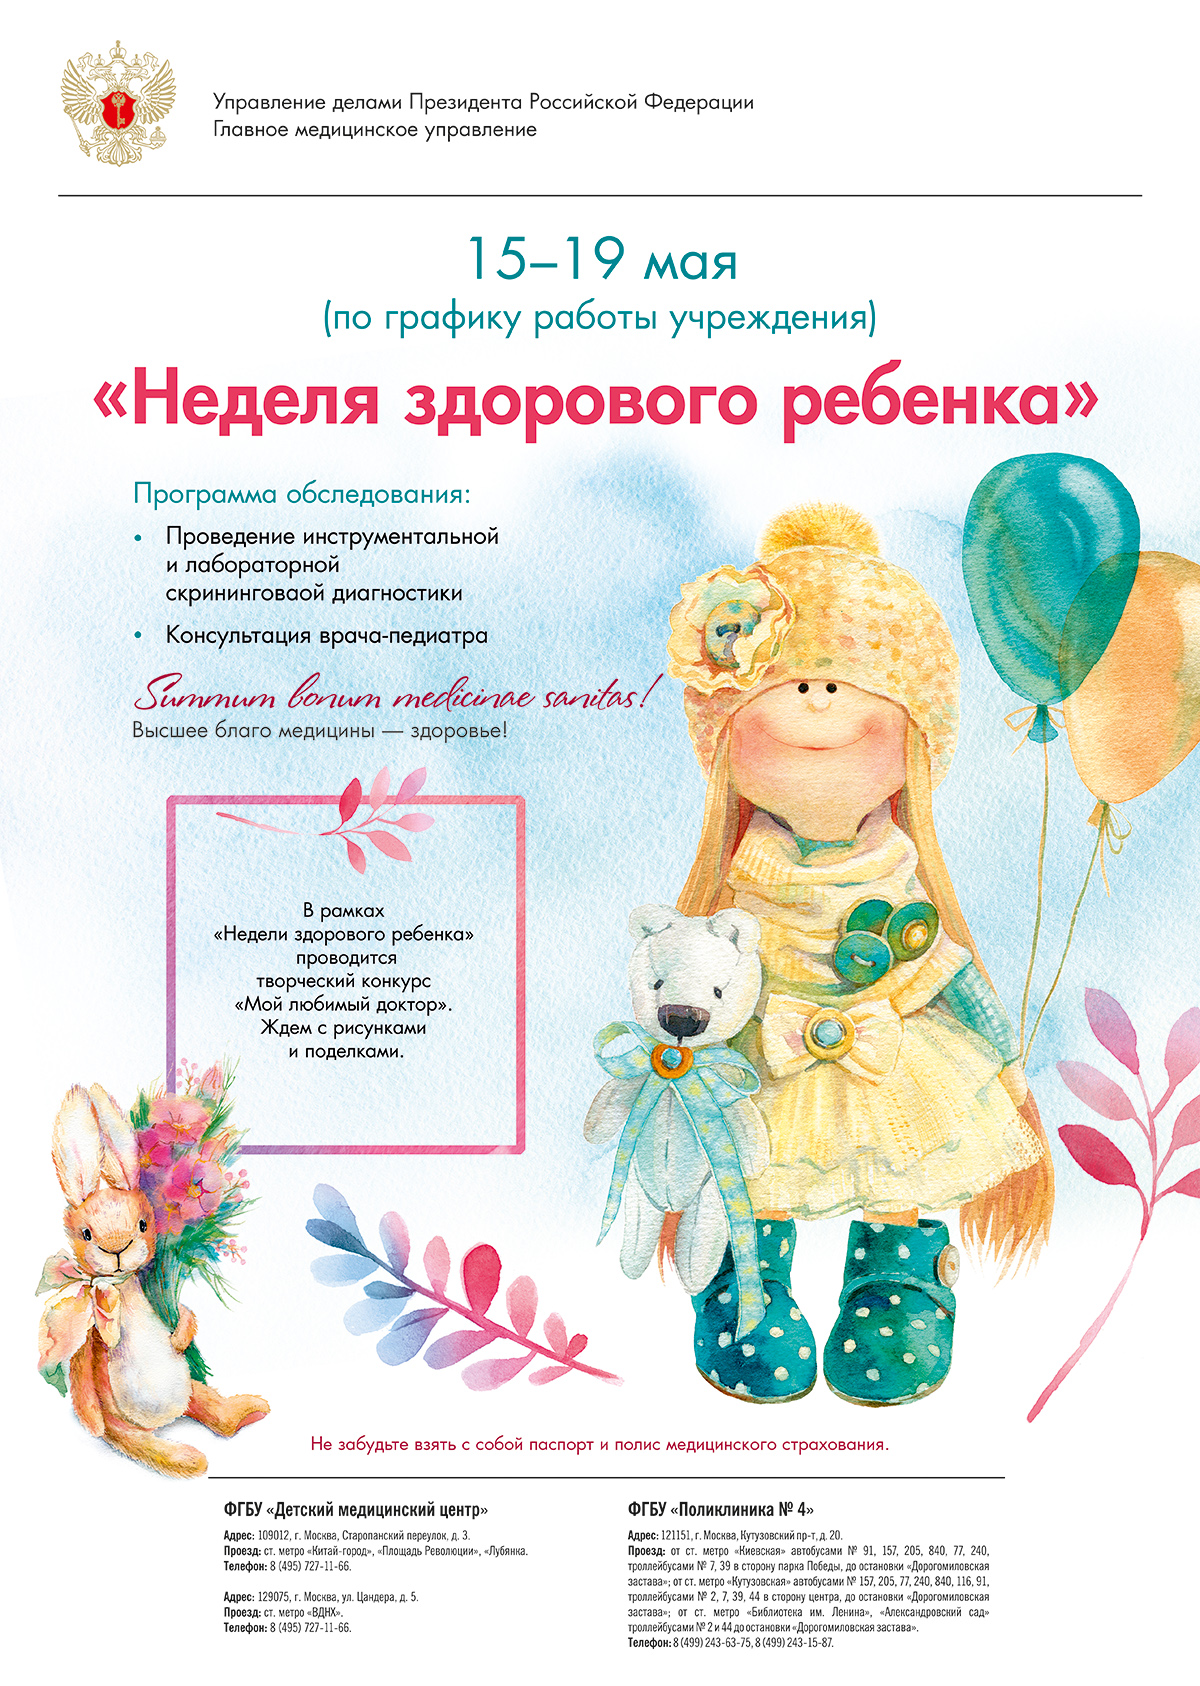 Управление делами Президента Российской Федерации
Главное медицинское управление
15–19 мая
(по графику работы учреждения)
«Неделя здорового ребенка»
Программа обследования:
• Проведение инструментальной
и лабораторной
скрининговаой диагностики
• Консультация врача-педиатра
Summum bonum medicinae sanitas!
Высшее благо медицины — здоровье!
В рамках
«Недели здорового ребенка»
проводится
творческий конкурс
«Мой любимый доктор».
Ждем с рисунками
и поделками.
Не забудьте взять с собой паспорт и полис медицинского страхования.
ФГБУ «Детский медицинский центр»
Адрес: 109012, г. Москва, Старопанский переулок, д. 3.
Проезд: ст. метро «Китай-город», «Площадь Революции», «Лубянка.
Телефон: 8 (495) 727-11-66.
Адрес: 129075, г. Москва, ул. Цандера, д. 5.
Проезд: ст. метро «ВДНХ».
Телефон: 8 (495) 727-11-66.
ФГБУ «Поликлиника № 4»
Адрес: 121151, г. Москва, Кутузовский пр-т, д. 20.
Проезд: от ст. метро «Киевская» автобусами № 91, 157, 205, 840, 77, 240,
троллейбусами № 7, 39 в сторону парка Победы, до остановки «Дорогомиловская
застава»; от ст. метро «Кутузовская» автобусами № 157, 205, 77, 240, 840, 116, 91,
троллейбусами № 2, 7, 39, 44 в сторону центра, до остановки «Дорогомиловская
застава»; от ст. метро «Библиотека им. Ленина», «Александровский сад»
троллейбусами № 2 и 44 до остановки «Дорогомиловская застава».
Телефон: 8 (499) 243-63-75, 8 (499) 243-15-87.